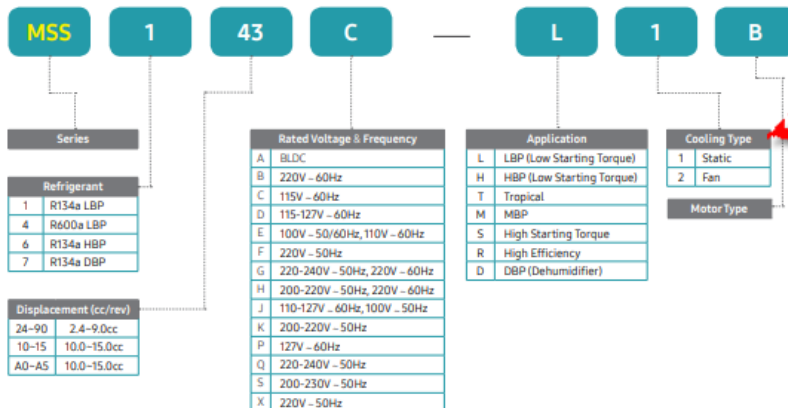 MSS 1 43 C — L 1 B
Series
Refrigerant
1 R134a LBP
4 R600a LBP
6 R134a HBP
7 R134a DBP
Displacement (cc/rev)
24~90 2.4~9.0cc
10~15 10.0~15.0cc
A0~A5 10.0~15.0cc
Rated Voltage & Frequency
A BLDC
B 220V ~ 60Hz
C 115V ~ 60Hz
D 115-127V ~ 60Hz
E 100V ~ 50/60Hz, 110V ~ 60Hz
F 220V ~ 50Hz
G 220-240V ~ 50Hz, 220V ~ 60Hz
H 200-220V ~ 50Hz, 220V ~ 60Hz
J 110-127V ~ 60Hz, 100V ~ 50Hz
K 200-220V ~ 50Hz
P 127V ~ 60Hz
Q 220-240V ~ 50Hz
S 200-230V ~ 50Hz
X 220V ~ 50Hz
Application
L LBP (Low Starting Torque)
H HBP (Low Starting Torque)
T Tropical
M MBP
S High Starting Torque
R High Efficiency
D DBP (Dehumidifier)
Cooling Type
1 Static
2 Fan
Motor Type